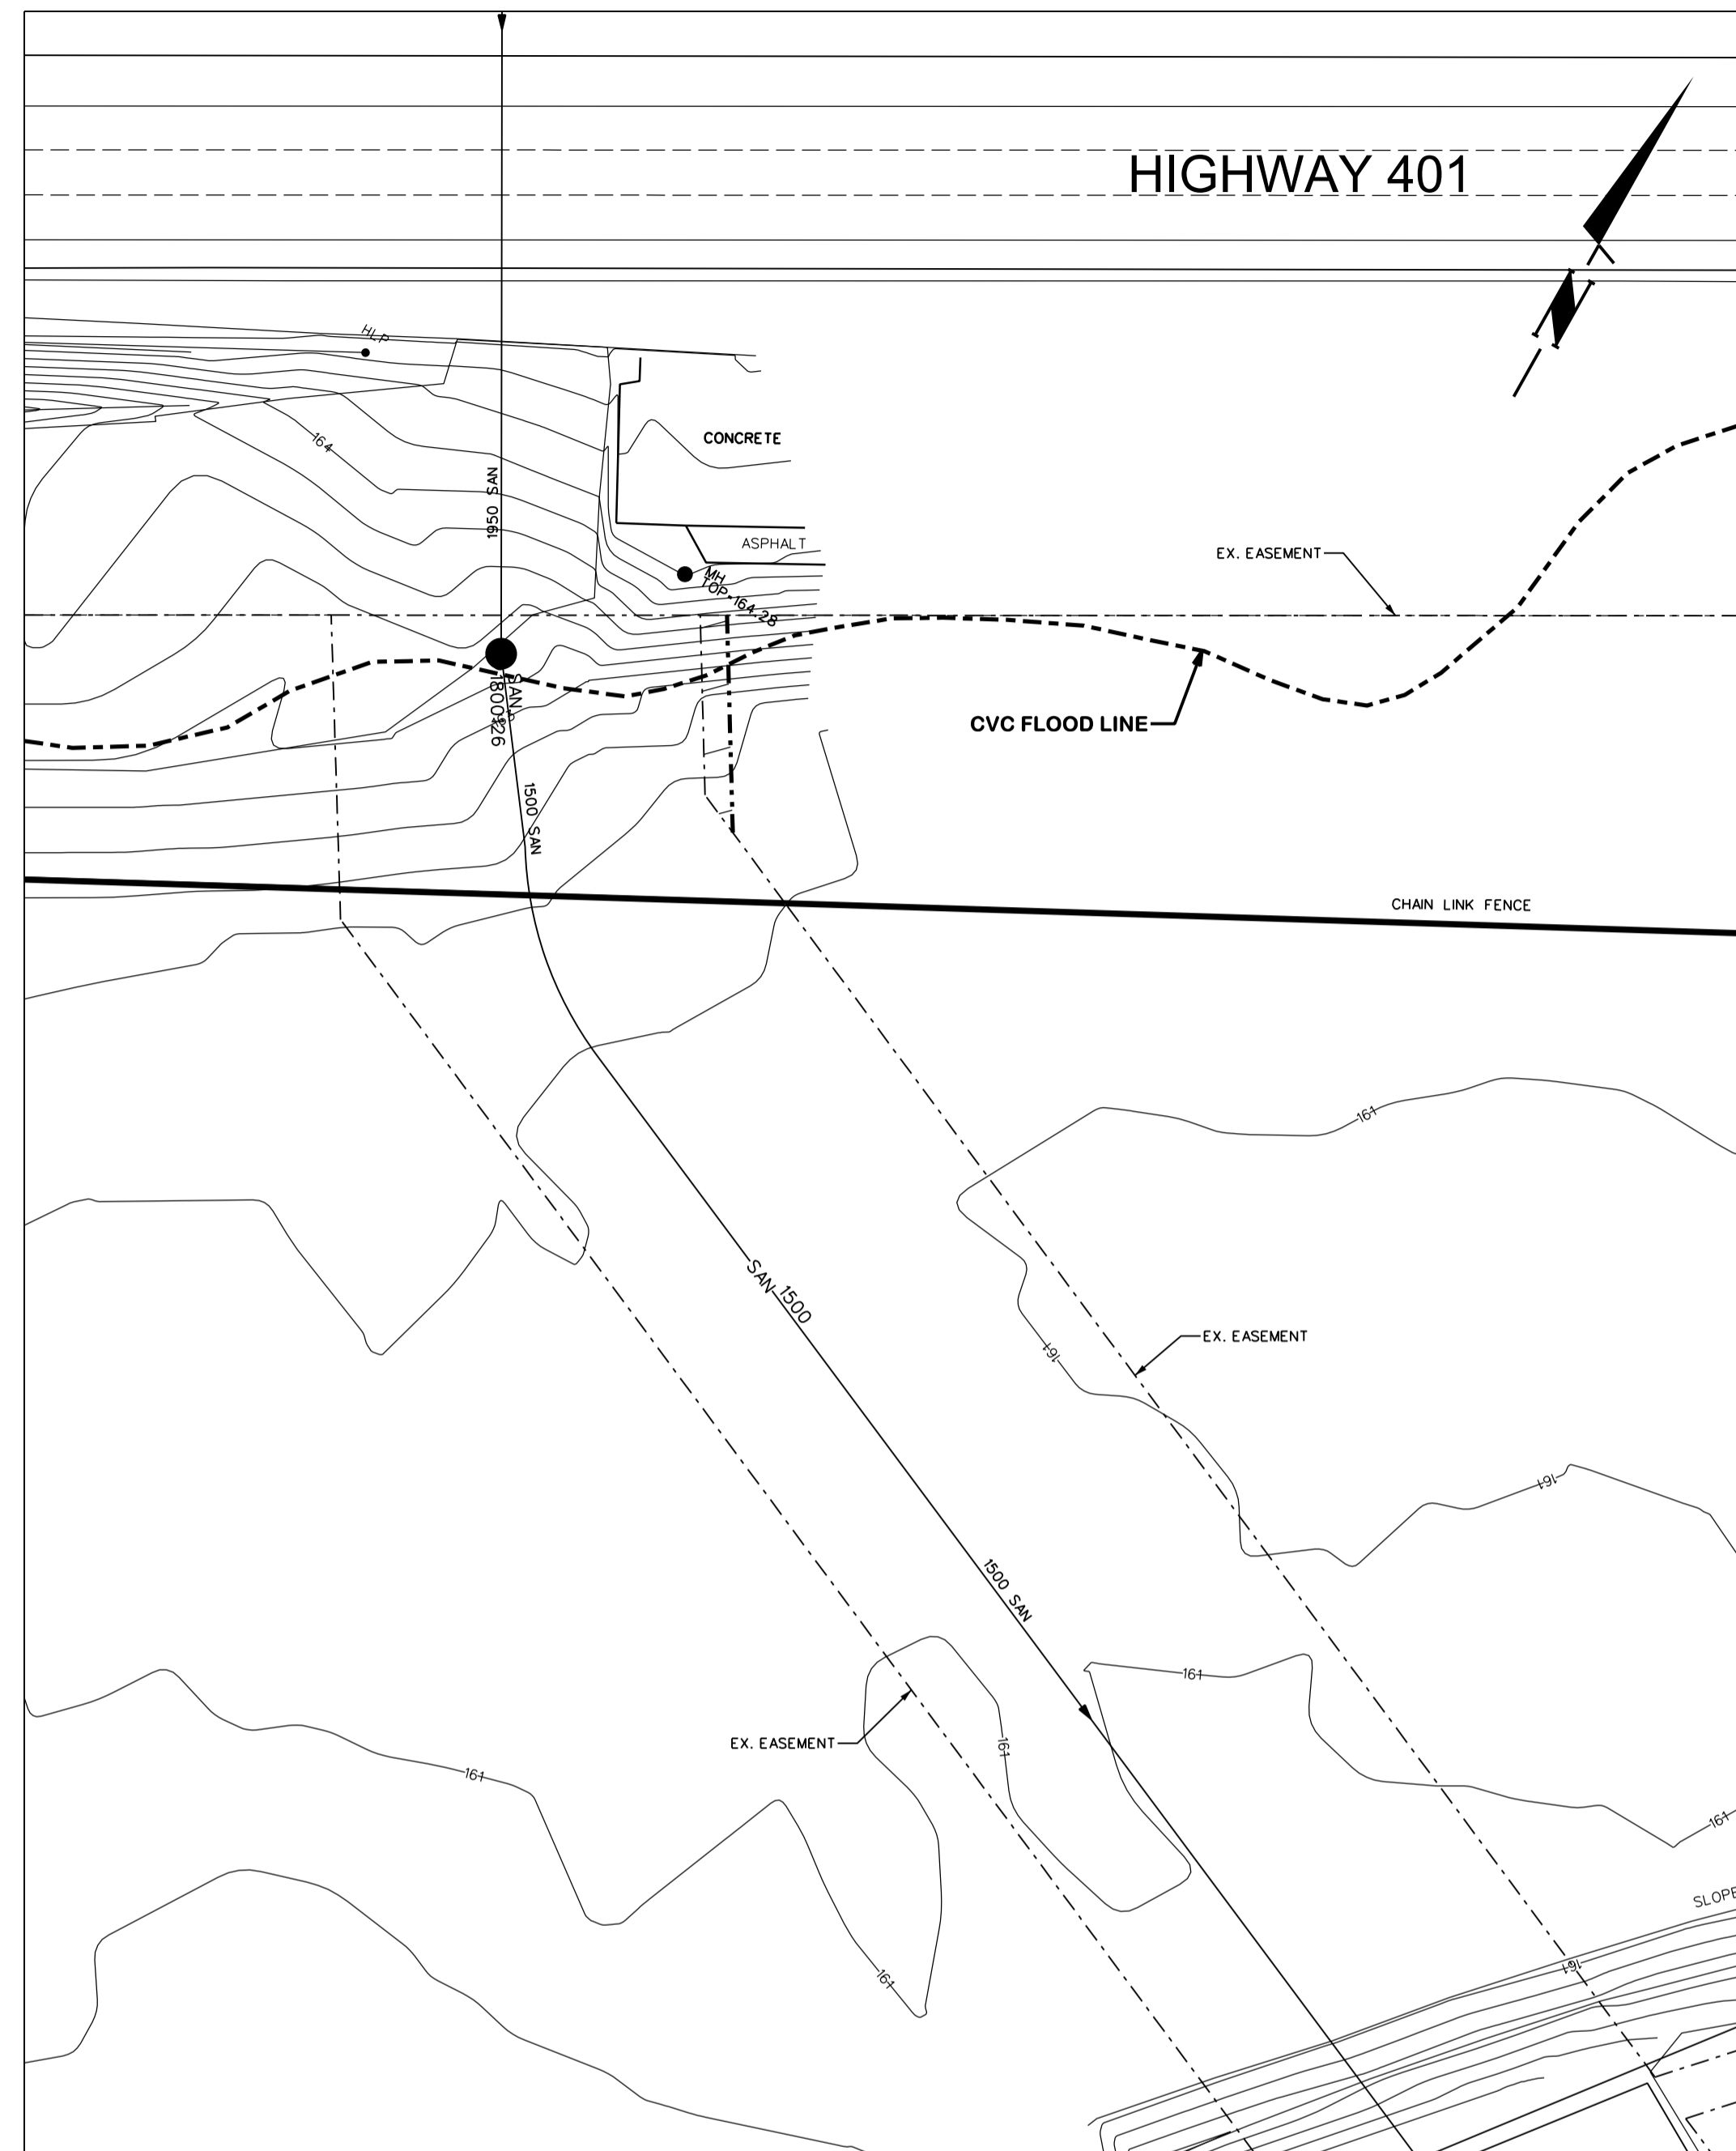 HIGHWAY 401
HLP
CONCRETE
164
1950 SAN
ASPHALT
EX. EASEMENT
MH
TOP-164.28
SAN
1800
CVC FLOOD LINE
1500 SAN
CHAIN LINK FENCE
161
SAN 1500
EX. EASEMENT
161
161
1500 SAN
161
EX. EASEMENT
161
161
161
SLOPE
161
161